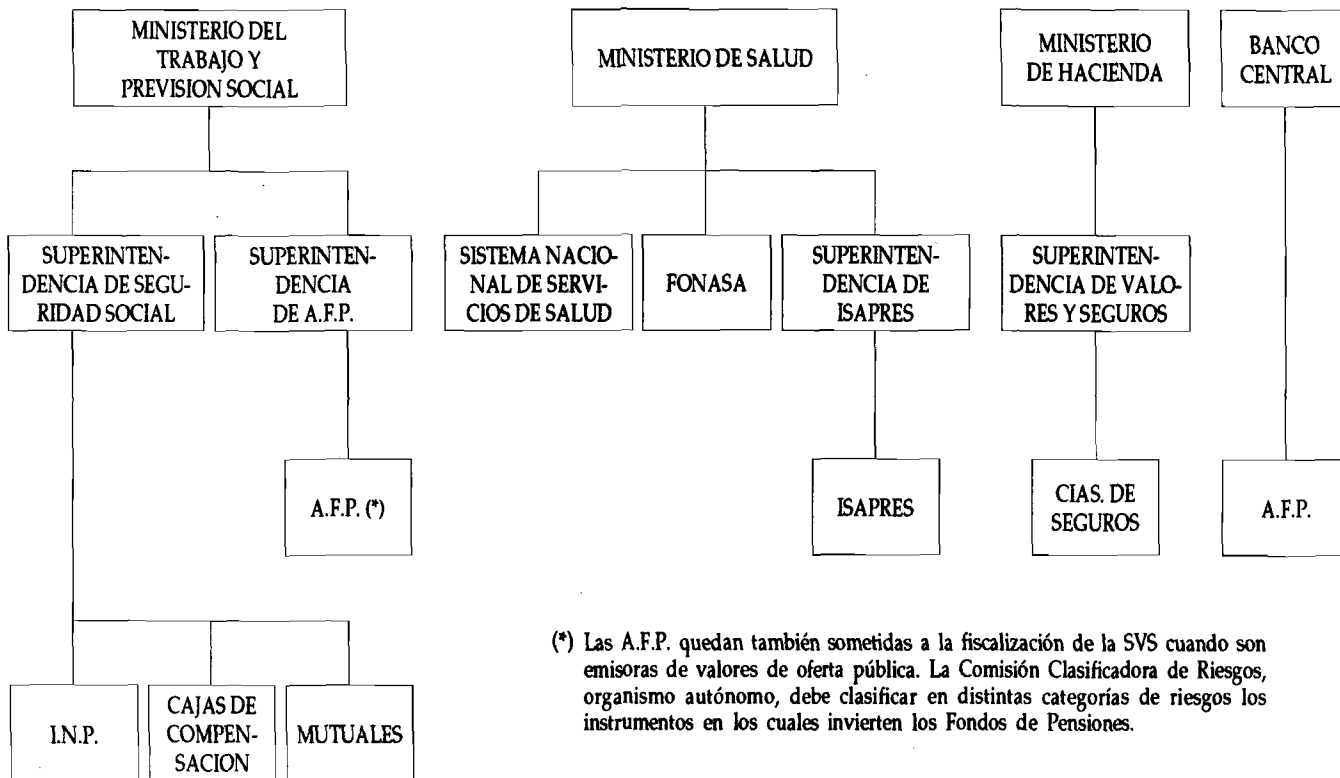 MINISTERIO DEL
TRABAJO Y
PREVISION SOCIAL
MINISTERIO DE SALUD
MINISTERIO
DE HACIENDA
BANCO
CENTRAL
SUPERINTEN-
DENCIA DE SEGU-
RIDAD SOCIAL
SUPERINTEN-
DENCIA
DE A.F.P.
SISTEMA NACIO-
NAL DE SERVI-
CIOS DE SALUD
FONASA
SUPERINTEN-
DENCIA DE
ISAPRES
SUPERINTEN-
DENCIA DE VALO-
RES Y SEGUROS
A.F.P. (*)
ISAPRES
CIAS. DE
SEGUROS
A.F.P.
I.N.P.
CAJAS DE
COMPEN-
SACION
MUTUALES
(*) Las A.F.P. quedan también sometidas a la fiscalización de la SVS cuando son
emisoras de valores de oferta pública. La Comisión Clasificadora de Riesgos,
organismo autónomo, debe clasificar en distintas categorías de riesgos los
instrumentos en los cuales invierten los Fondos de Pensiones.